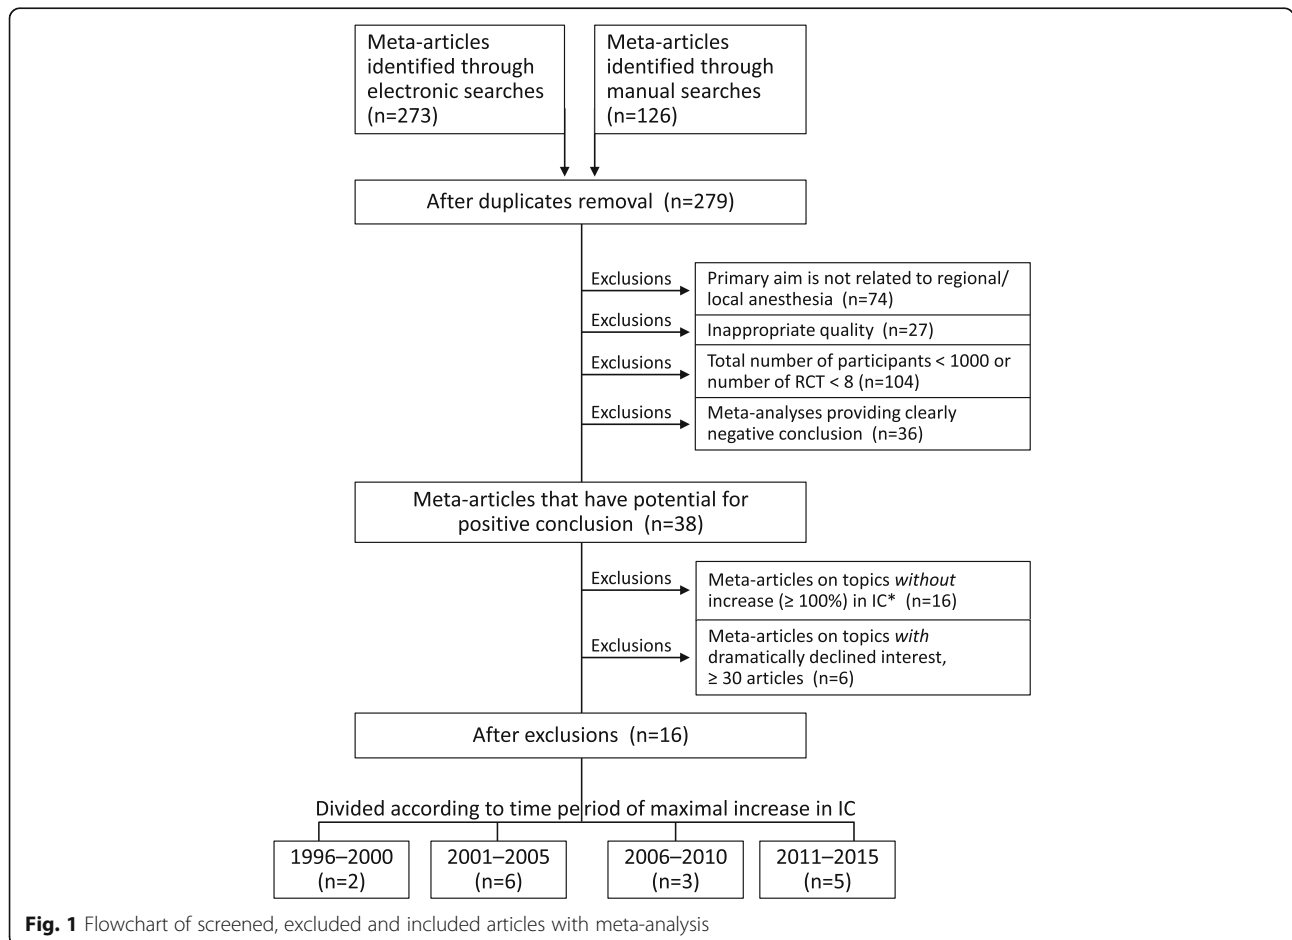 Meta-articles
identified through
electronic searches
(n=273)
Meta-articles
identified through
manual searches
(n=126)
After duplicates removal (n=279)
Exclusions
Primary aim is not related to regional/
local anesthesia (n=74)
Exclusions
Inappropriate quality (n=27)
Exclusions
Total number of participants < 1000 or
number of RCT < 8 (n=104)
Exclusions
Meta-analyses providing clearly
negative conclusion (n=36)
Meta-articles that have potential for
positive conclusion (n=38)
Exclusions
Meta-articles on topics without
increase (≥ 100%) in IC* (n=16)
Exclusions
Meta-articles on topics with
dramatically declined interest,
≥ 30 articles (n=6)
After exclusions (n=16)
Divided according to time period of maximal increase in IC
1996–2000
(n=2)
2001–2005
(n=6)
2006–2010
(n=3)
2011–2015
(n=5)
Fig. 1 Flowchart of screened, excluded and included articles with meta-analysis